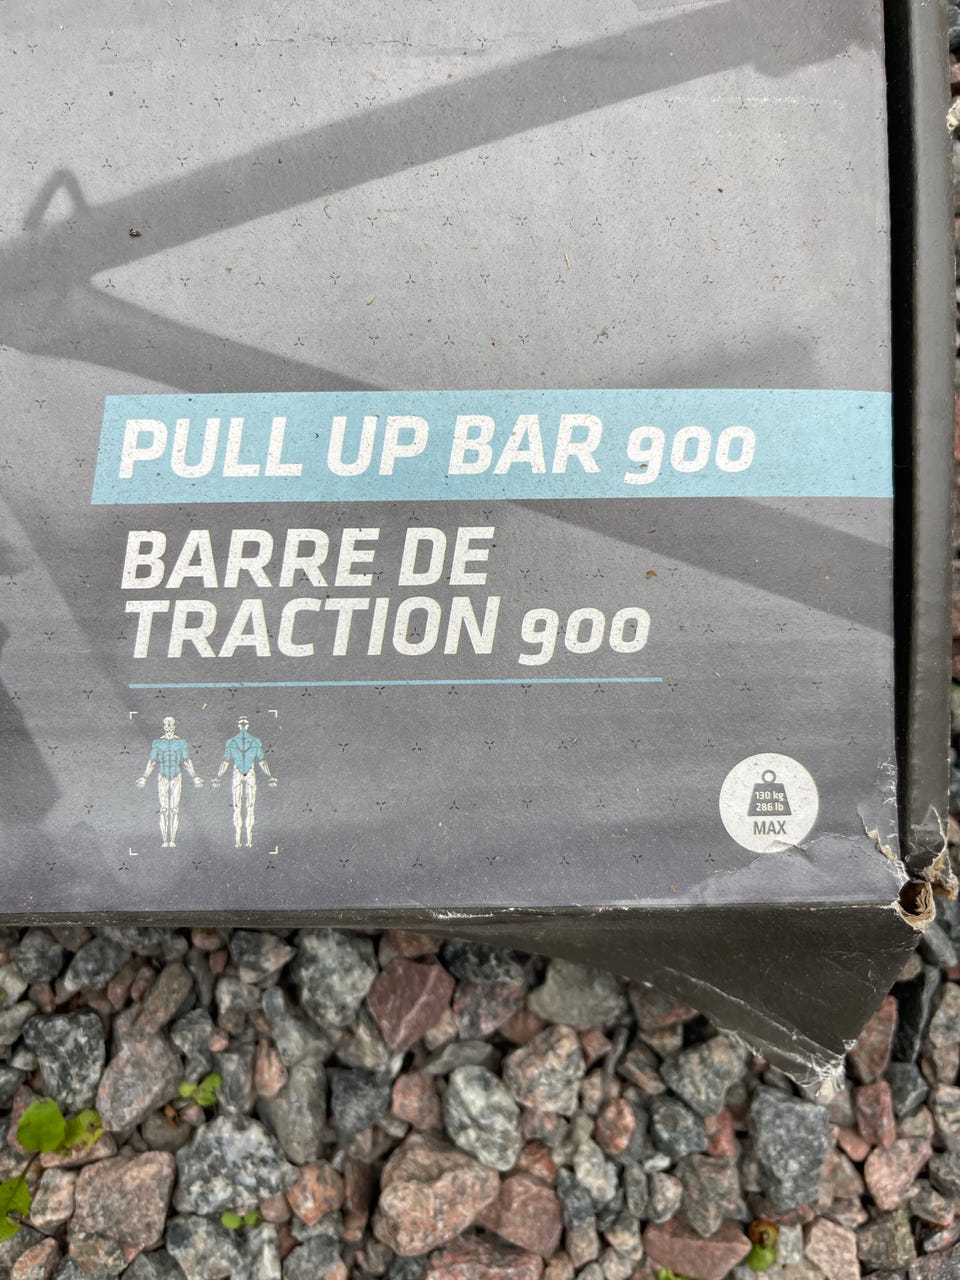 PULL UP BAR 900
BARRE DE
TRACTION 900
130 kg
286 lb
MAX